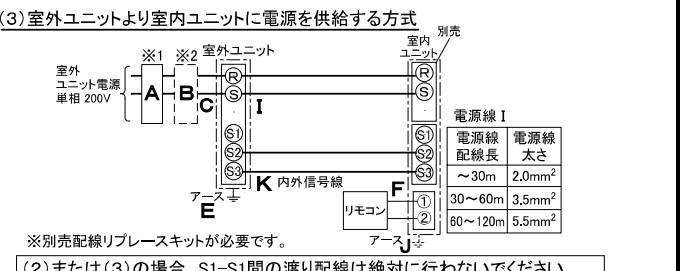 (3)室外ユニットより室内ユニットに電源を供給する方式
※1 ※2 室外ユニット
室内
ユニット
別売
室外
ユニット電源
単相 200V
A
B
C
R
S
I
R
S
S1
S2
S3
S1
S2
S3
K 内外信号線
アース
E
F
リモコン
1
2
アース J
電源線 I
電源線
配線長
電源線
太さ
~30m 2.0mm²
30~60m 3.5mm²
60~120m 5.5mm²
※別売配線リプレースキットが必要です。
(2)または(3)の場合、S1-S1間の渡り配線は絶対に行わないでください